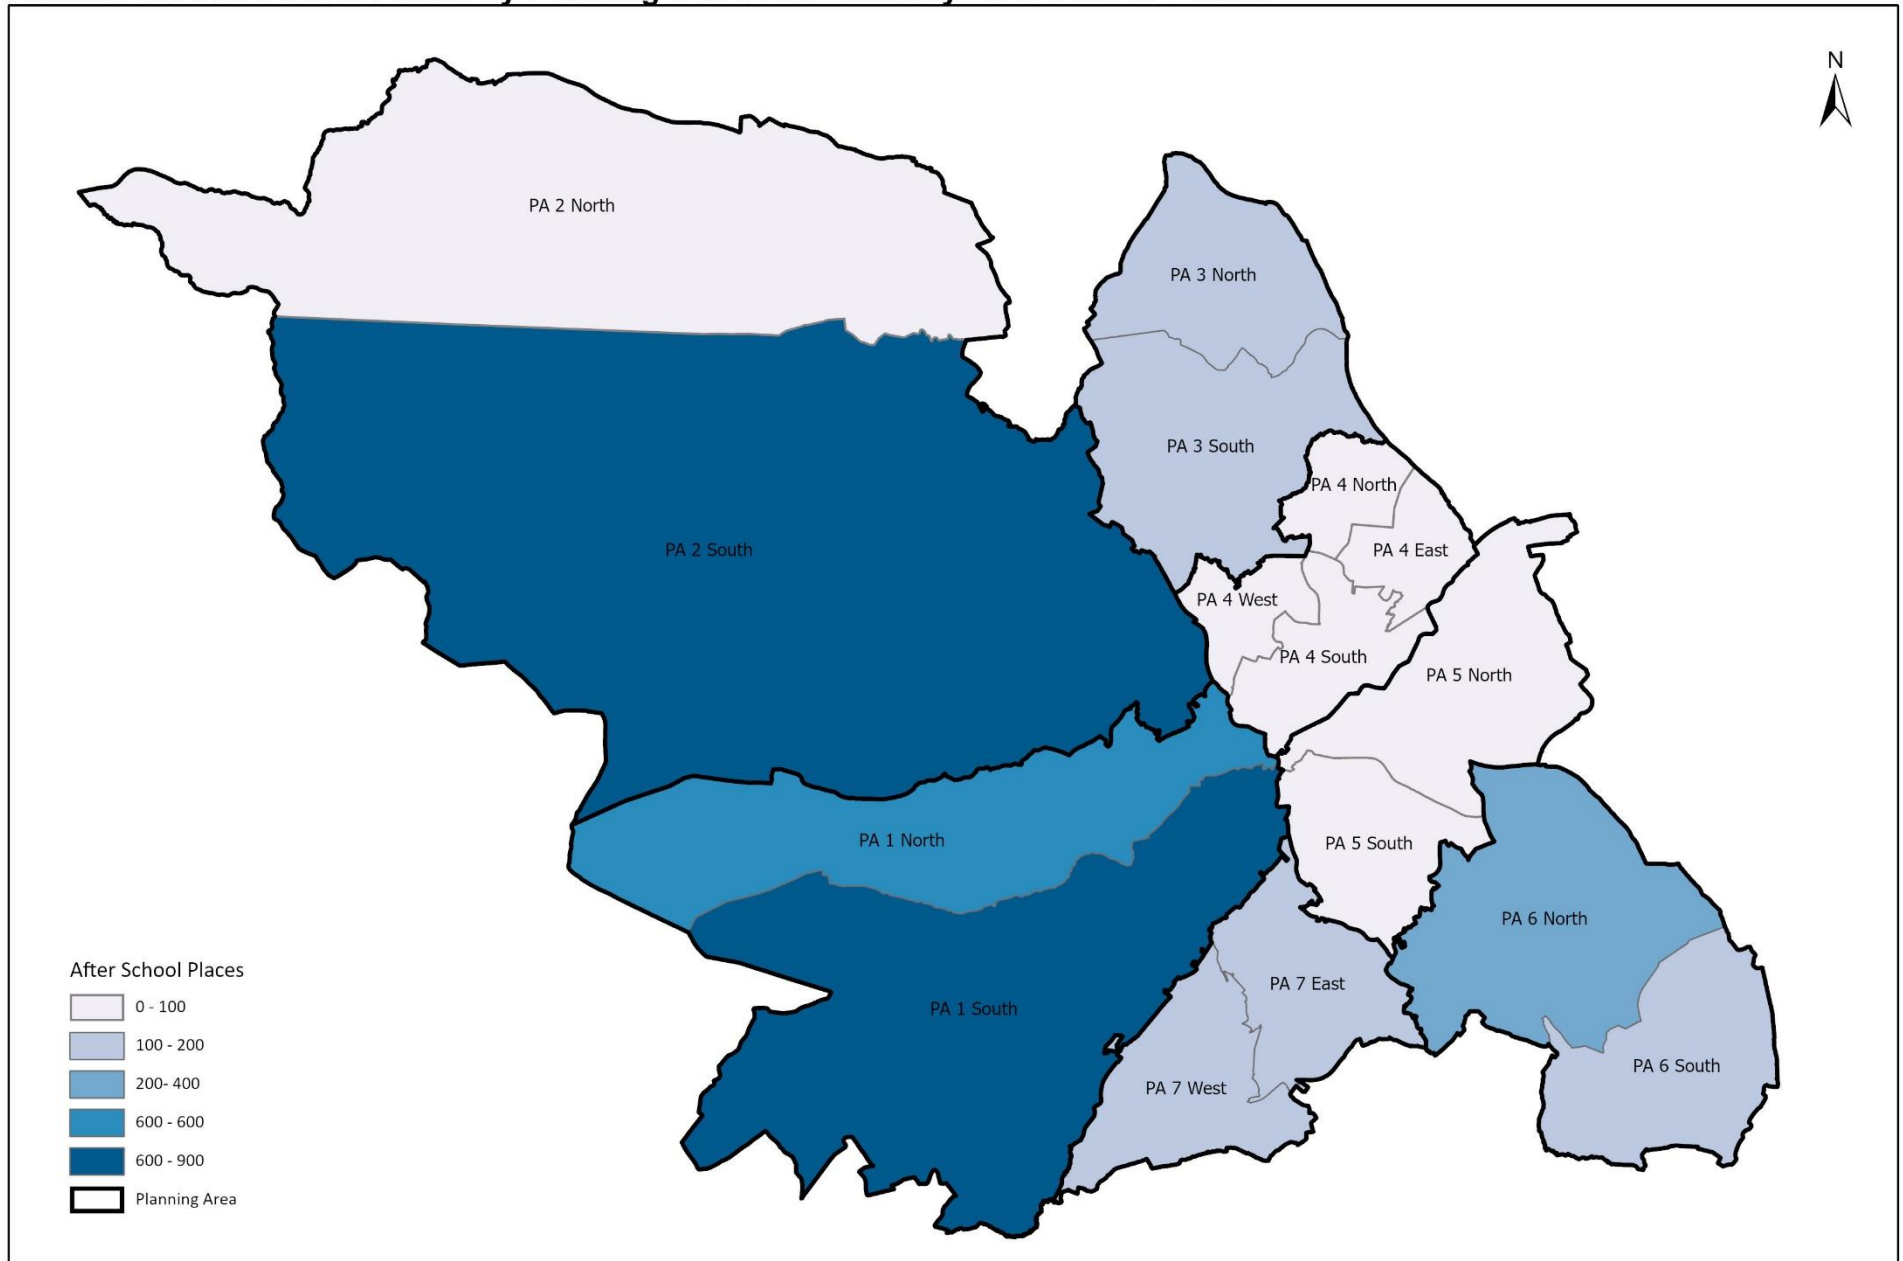 N
PA 2 North
PA 3 North
PA 3 South
PA 4 North
PA 2 South
PA 4 East
PA 4 West
PA 4 South
PA 5 North
PA 1 North
PA 5 South
PA 6 North
PA 7 East
PA 1 South
PA 6 South
PA 7 West
After School Places
0 - 100
100 - 200
200- 400
600 - 600
600 - 900
Planning Area